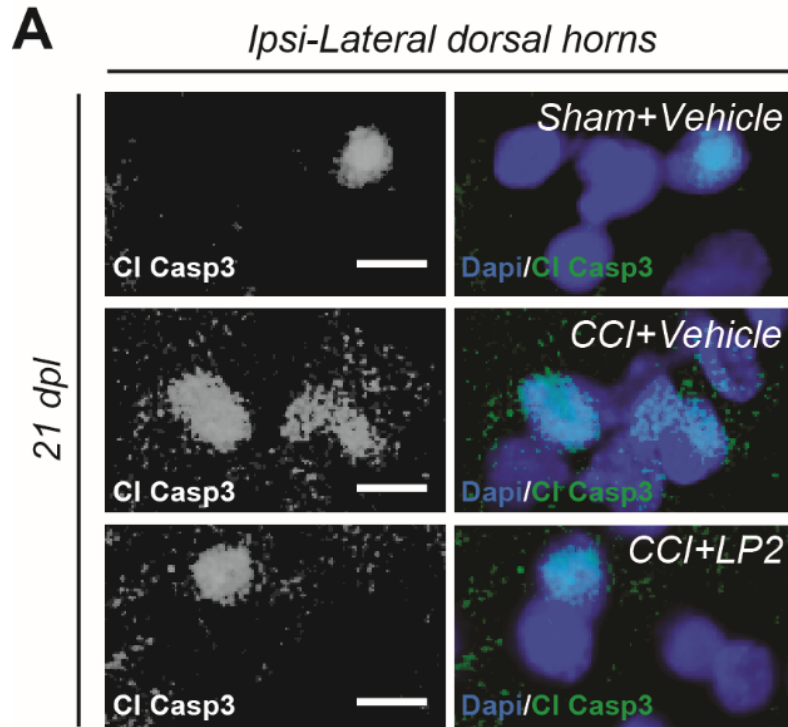 A
Ipsi-Lateral dorsal horns
21 dpl
Cl Casp3
Sham+Vehicle
Dapi/Cl Casp3
Cl Casp3
CCI+Vehicle
Dapi/Cl Casp3
Cl Casp3
CCI+LP2
Dapi/Cl Casp3